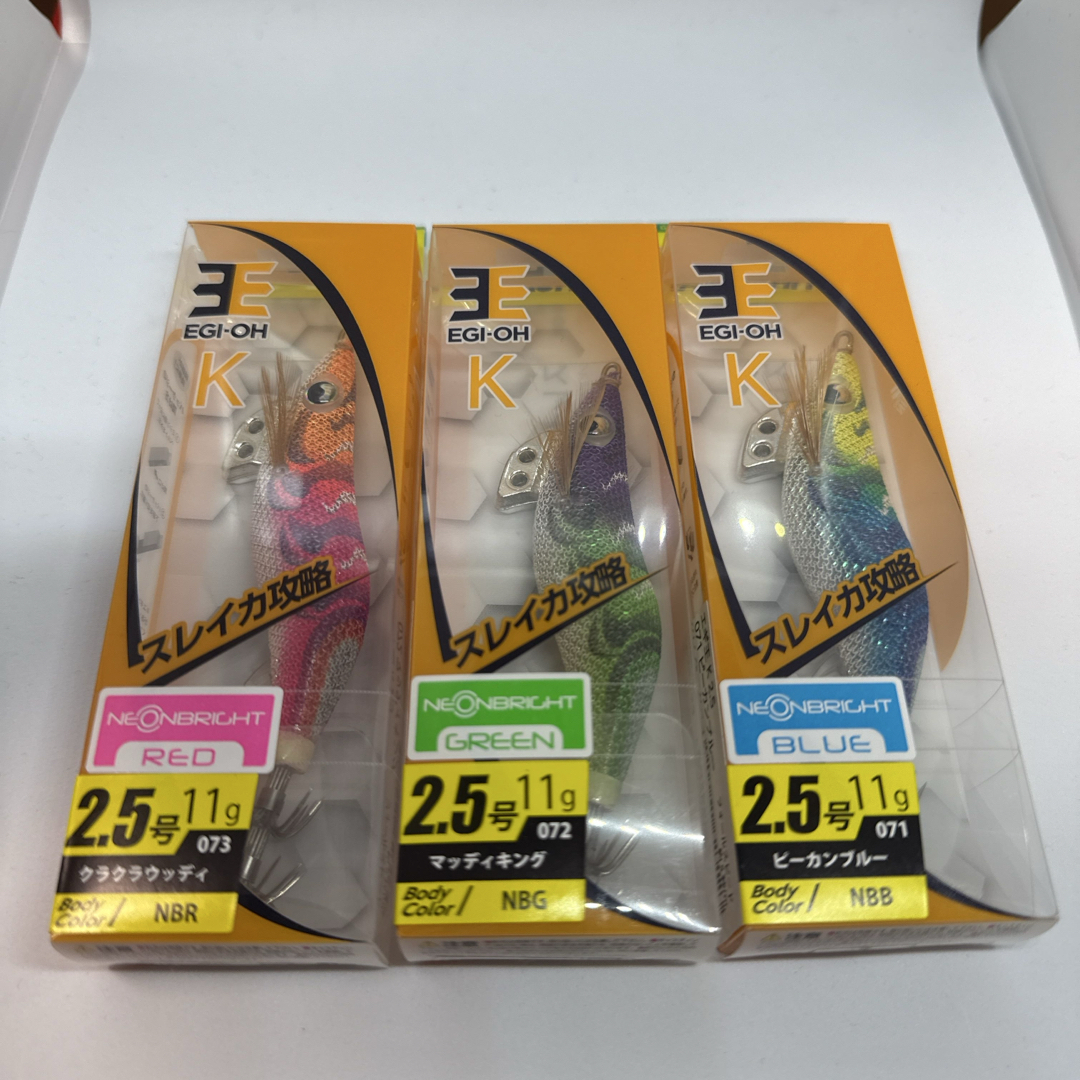 EGI-OH
K
スレイカ攻略
NEONBRIGHT
RED
2.5号 11g
073
クラクラウッディ
Body Color / NBR
EGI-OH
K
スレイカ攻略
NEONBRIGHT
GREEN
2.5号 11g
072
マッディキング
Body Color / NBG
EGI-OH
K
スレイカ攻略
NEONBRIGHT
BLUE
2.5号 11g
071
ピーカンブルー
Body Color / NBB